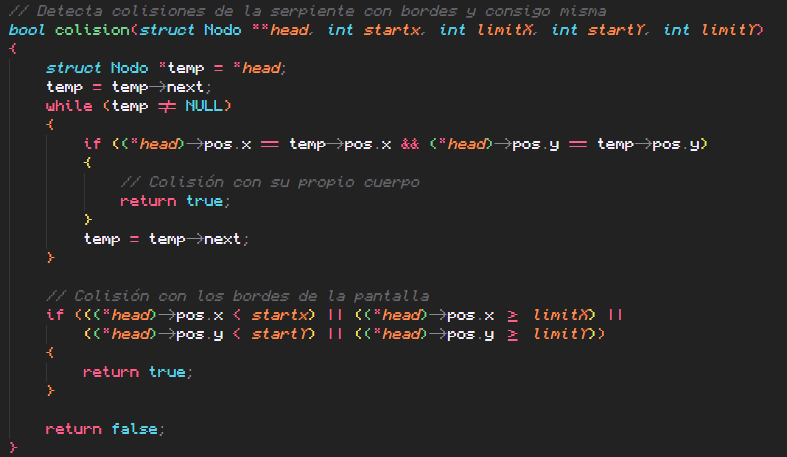 // Detecta colisiones de la serpiente con bordes y consigo misma
bool colision(struct Nodo **head, int startx, int limitX, int startY, int limitY)
{
    struct Nodo *temp = *head;
    temp = temp->next;
    while (temp != NULL)
    {
        if ((*head)->pos.x == temp->pos.x && (*head)->pos.y == temp->pos.y)
        {
            // Colisión con su propio cuerpo
            return true;
        }
        temp = temp->next;
    }

    // Colisión con los bordes de la pantalla
    if (((*head)->pos.x < startx) || ((*head)->pos.x >= limitX) ||
        ((*head)->pos.y < startY) || ((*head)->pos.y >= limitY))
    {
        return true;
    }

    return false;
}